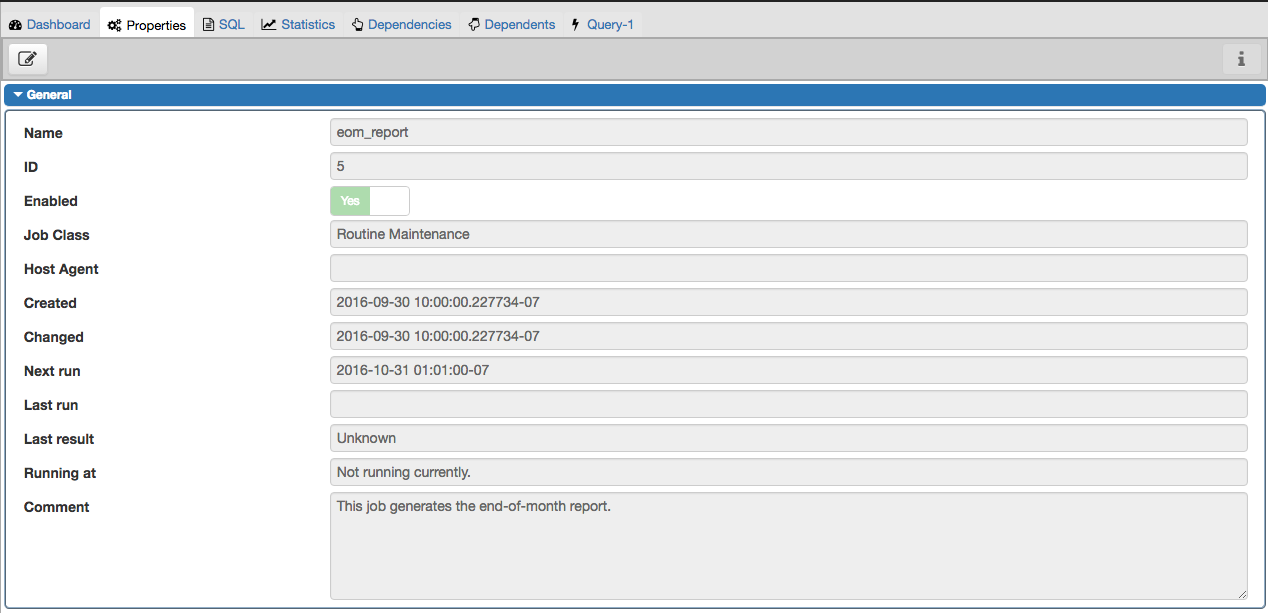 Dashboard Properties SQL Statistics Dependencies Dependents Query-1
General
Name eom_report
ID 5
Enabled Yes
Job Class Routine Maintenance
Host Agent
Created 2016-09-30 10:00:00.227734-07
Changed 2016-09-30 10:00:00.227734-07
Next run 2016-10-31 01:01:00-07
Last run
Last result Unknown
Running at Not running currently.
Comment This job generates the end-of-month report.